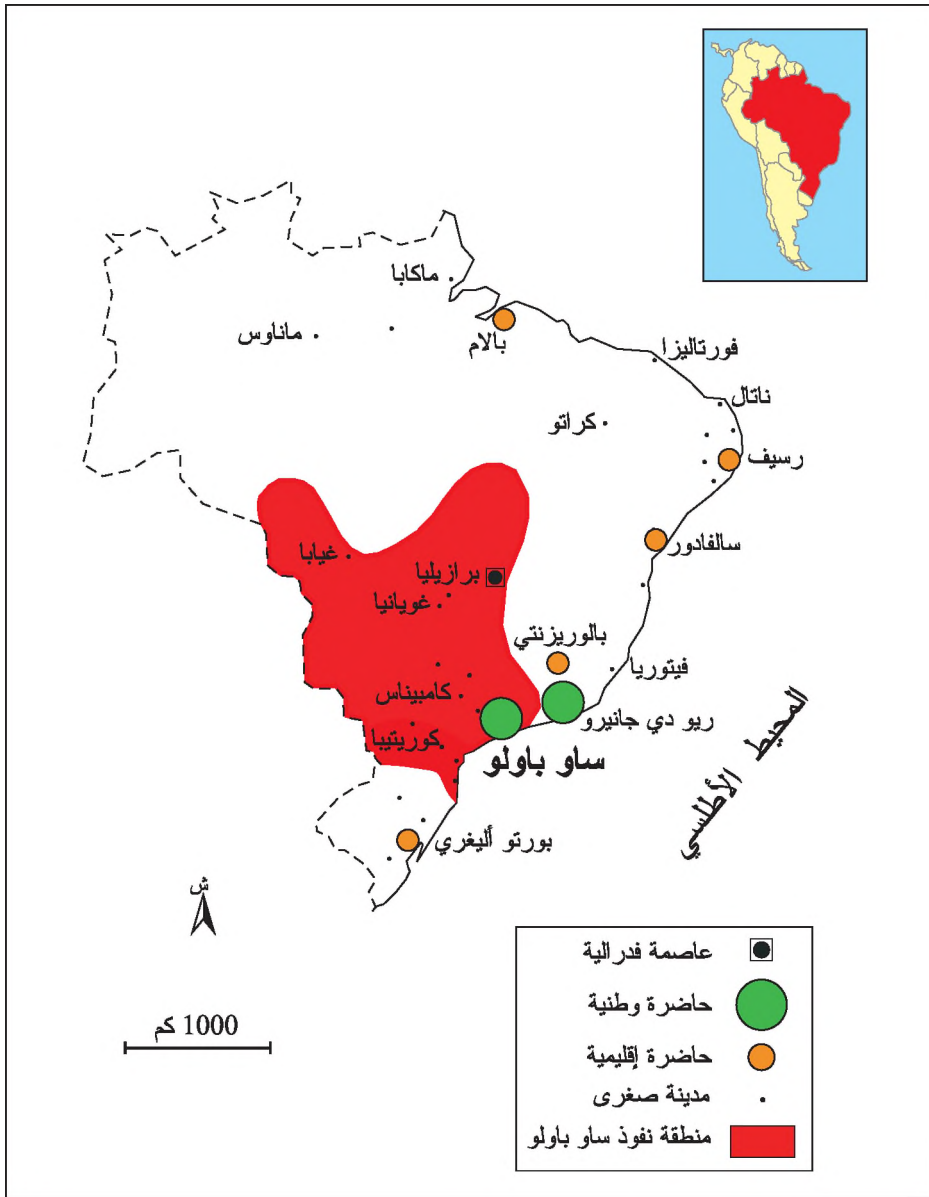 ماكابا
ماناوس
بالام
فورتاليزا
ناتال
كراتو
رسيف
سالفادور
غيابا
برازيليا
غويانيا
بالوريزنتي
فيتوريا
كامبيناس
ريو دي جانيرو
كوريتيبا
ساو باولو
المحيط الأطلسي
بورتو أليغري
ش
1000 كم
عاصمة فدرالية
حاضرة وطنية
حاضرة إقليمية
مدينة صغرى
منطقة نفوذ ساو باولو